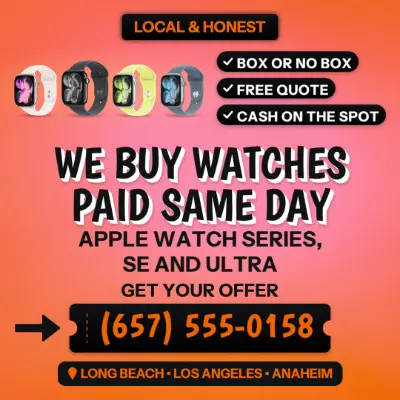 LOCAL & HONEST
✓ BOX OR NO BOX
✓ FREE QUOTE
✓ CASH ON THE SPOT
WE BUY WATCHES
PAID SAME DAY
APPLE WATCH SERIES,
SE AND ULTRA
GET YOUR OFFER
(657) 555-0158
LONG BEACH • LOS ANGELES • ANAHEIM